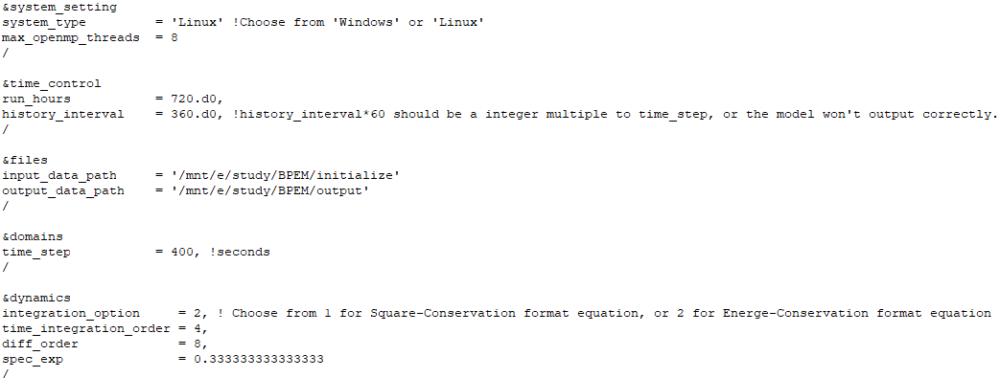 &system_setting
system_type         = 'Linux' !Choose from 'Windows' or 'Linux'
max_openmp_threads  = 8
/
&time_control
run_hours           = 720.d0,
history_interval    = 360.d0, !history_interval*60 should be a integer multiple to time_step, or the model won't output correctly.
/
&files
input_data_path     = '/mnt/e/study/BPEM/initialize'
output_data_path    = '/mnt/e/study/BPEM/output'
/
&domains
time_step           = 400, !seconds
/
&dynamics
integration_option     = 2, ! Choose from 1 for Square-Conservation format equation, or 2 for Energe-Conservation format equation
time_integration_order = 4,
diff_order             = 8,
spec_exp               = 0.333333333333333
/